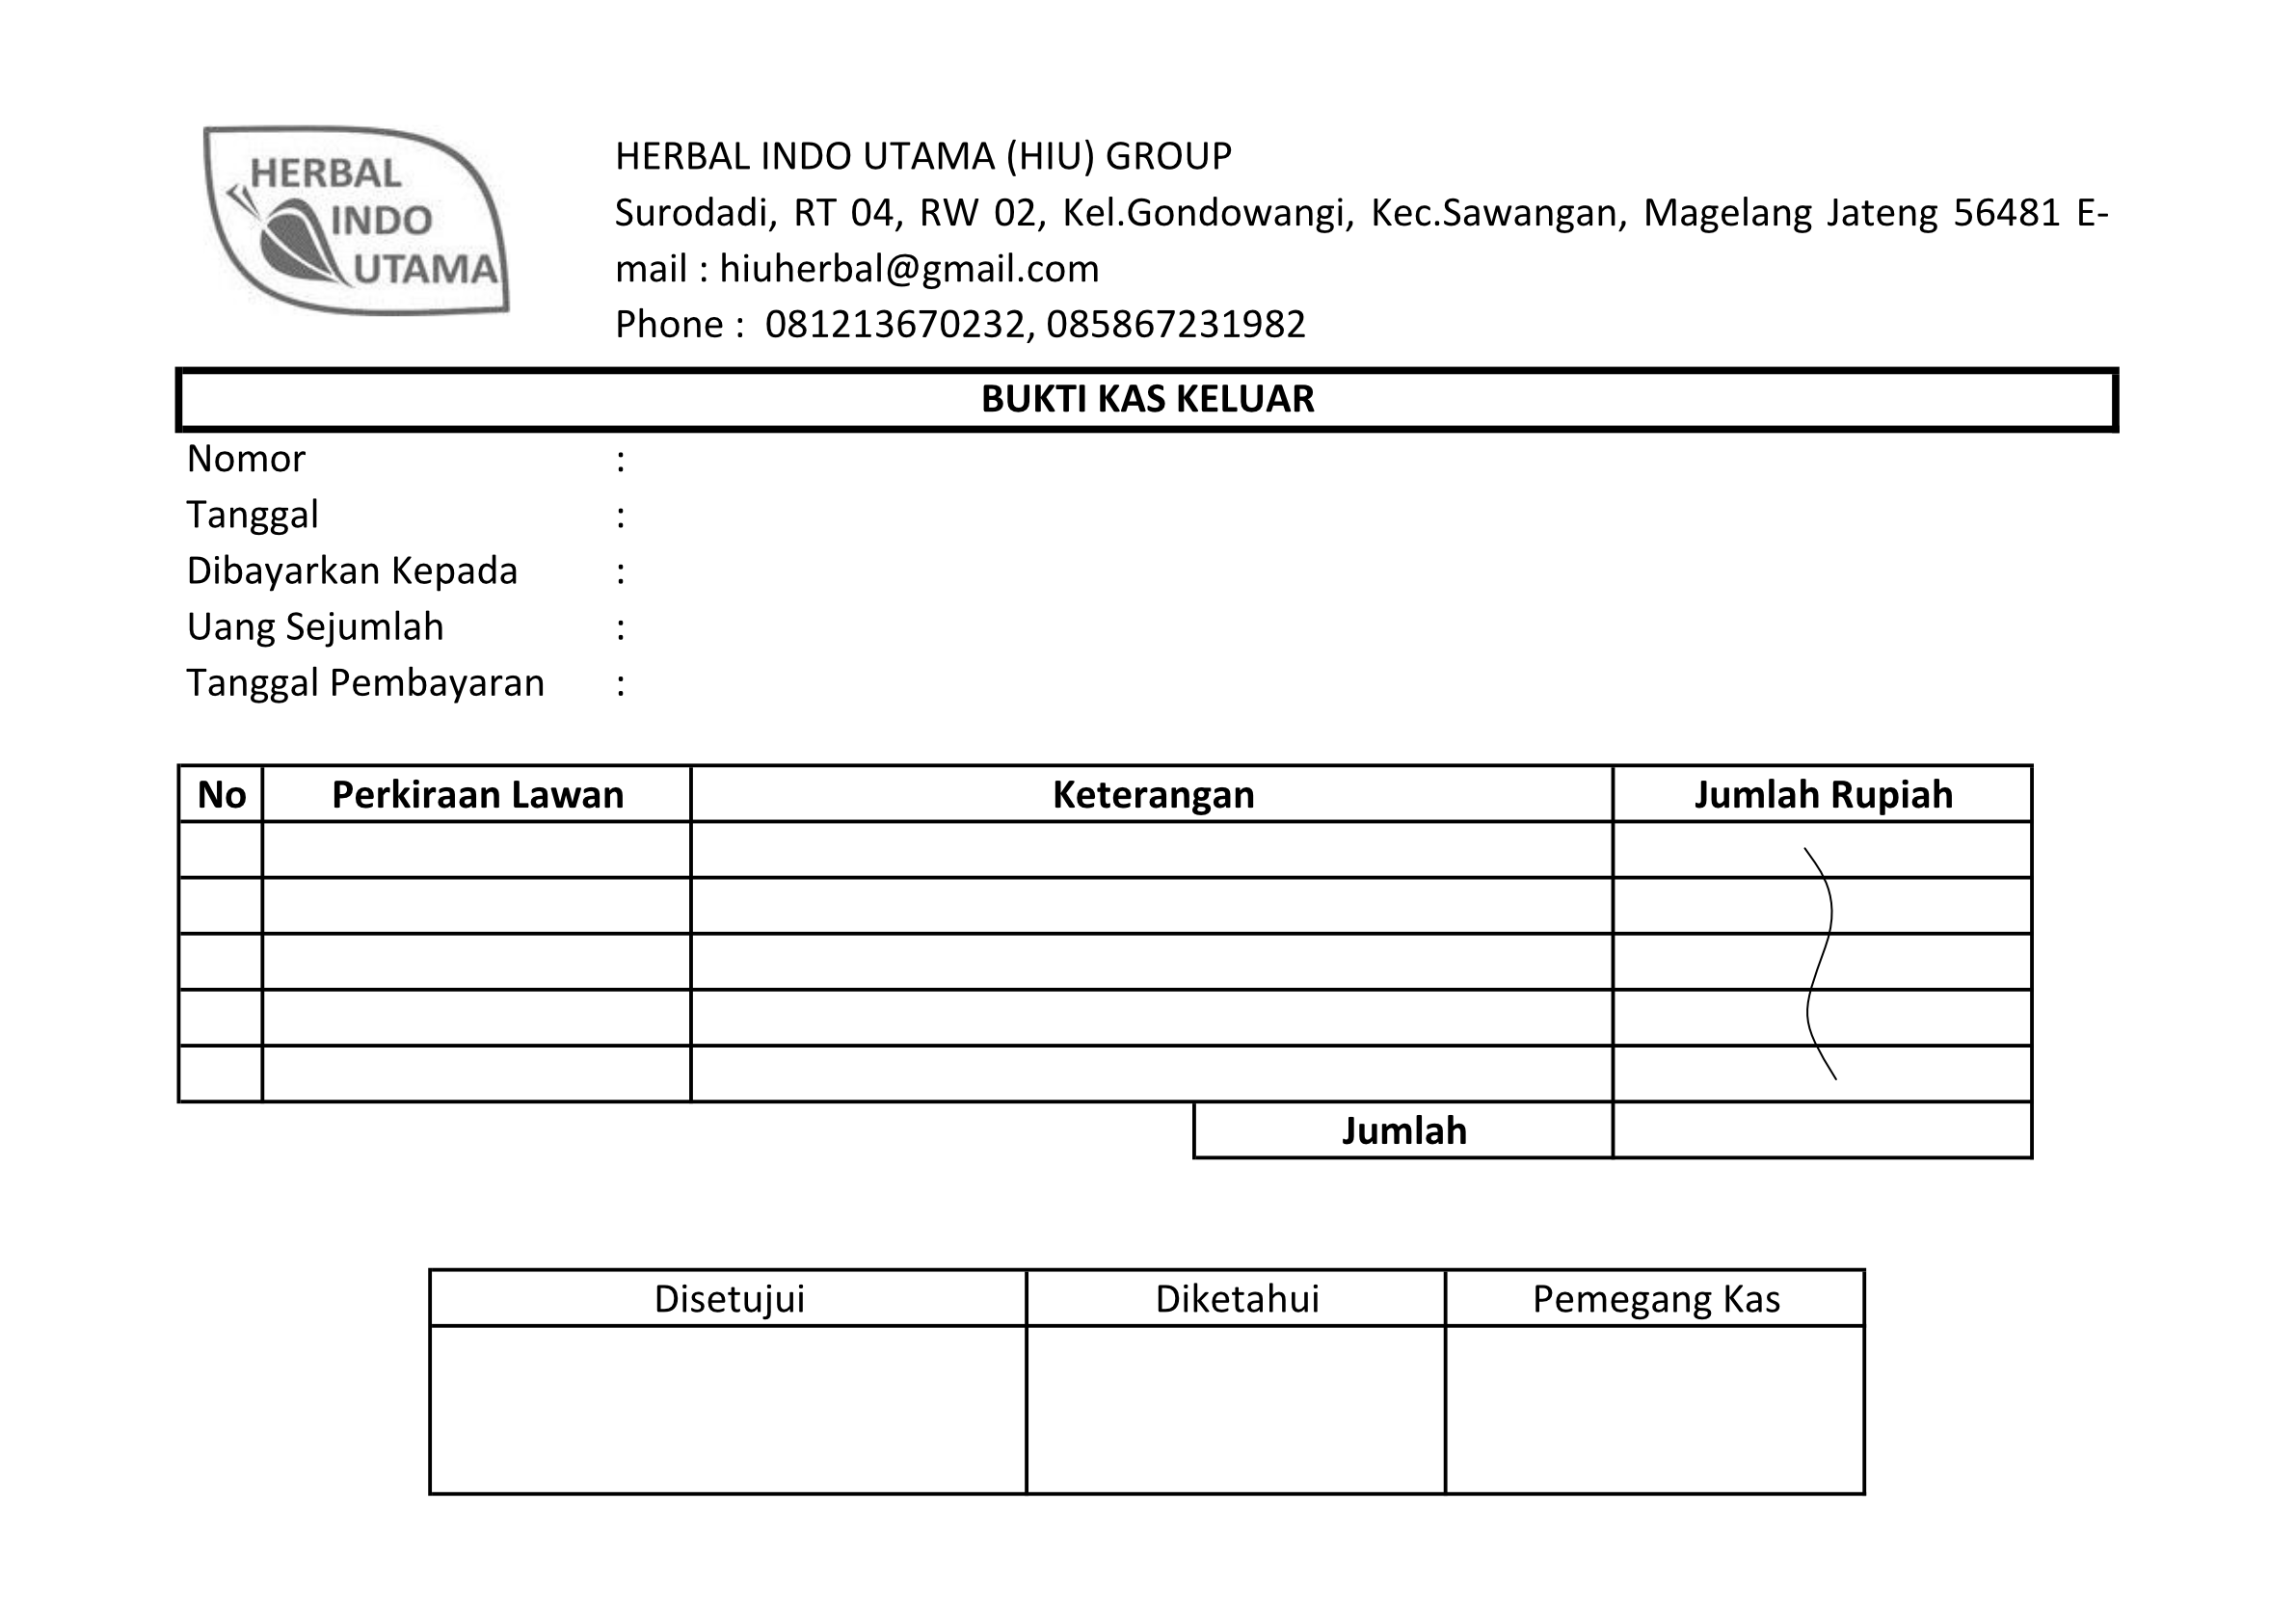 HERBAL
INDO
UTAMA
HERBAL INDO UTAMA (HIU) GROUP
Surodadi, RT 04, RW 02, Kel.Gondowangi, Kec.Sawangan, Magelang Jateng 56481 E-
mail : hiuherbal@gmail.com
Phone :  081213670232, 085867231982
BUKTI KAS KELUAR
Nomor :
Tanggal :
Dibayarkan Kepada :
Uang Sejumlah :
Tanggal Pembayaran :
No Perkiraan Lawan Keterangan Jumlah Rupiah
Jumlah
Disetujui Diketahui Pemegang Kas